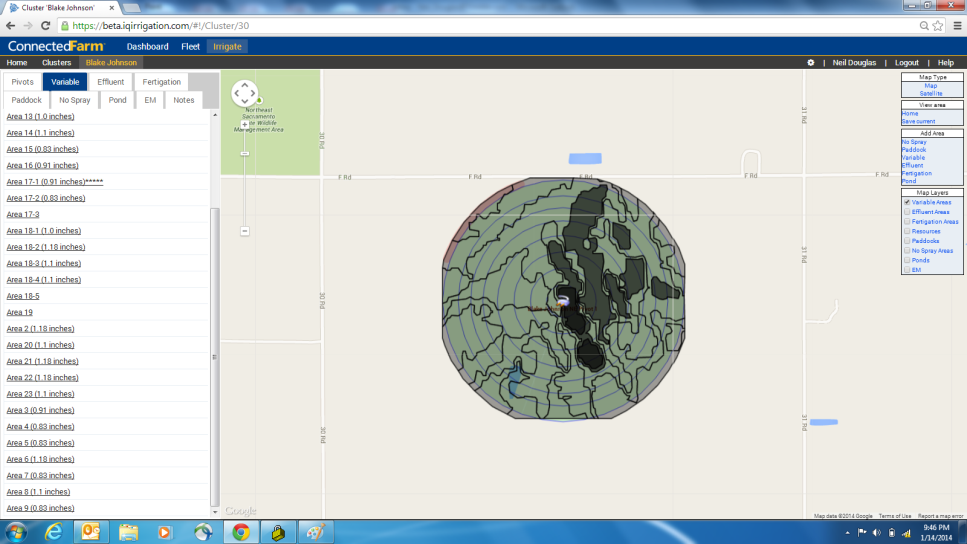 Cluster 'Blake Johnson'
https://beta.iqirrigation.com/#!/Cluster/30
ConnectedFarm Dashboard Fleet Irrigate
Home Clusters Blake Johnson | Neil Douglas | Logout | Help
Pivots Variable Effluent Fertigation
Paddock No Spray Pond EM Notes
Area 13 (1.0 inches)
Area 14 (1.1 inches)
Area 15 (0.83 inches)
Area 16 (0.91 inches)
Area 17-1 (0.91 inches)*****
Area 17-2 (0.83 inches)
Area 17-3
Area 18-1 (1.0 inches)
Area 18-2 (1.18 inches)
Area 18-3 (1.1 inches)
Area 18-4 (1.1 inches)
Area 18-5
Area 19
Area 2 (1.18 inches)
Area 20 (1.1 inches)
Area 21 (1.18 inches)
Area 22 (1.18 inches)
Area 23 (1.1 inches)
Area 3 (0.91 inches)
Area 4 (0.83 inches)
Area 5 (0.83 inches)
Area 6 (1.18 inches)
Area 7 (0.83 inches)
Area 8 (1.1 inches)
Area 9 (0.83 inches)
Northeast
Sacramento
Wildlife
Management Area
30 Rd
31 Rd
F Rd F Rd F Rd F Rd F Rd
31 Rd
30 Rd
31 Rd
30 Rd
Google
Map data ©2014 Google Terms of Use Report a map error
Map Type
Map
Satellite
View area
Home
Save current
Add Area
No Spray
Paddock
Variable
Effluent
Fertigation
Pond
Map Layers
Variable Areas
Effluent Areas
Fertigation Areas
Resources
Paddocks
No Spray Areas
Ponds
EM
9:46 PM
1/14/2014